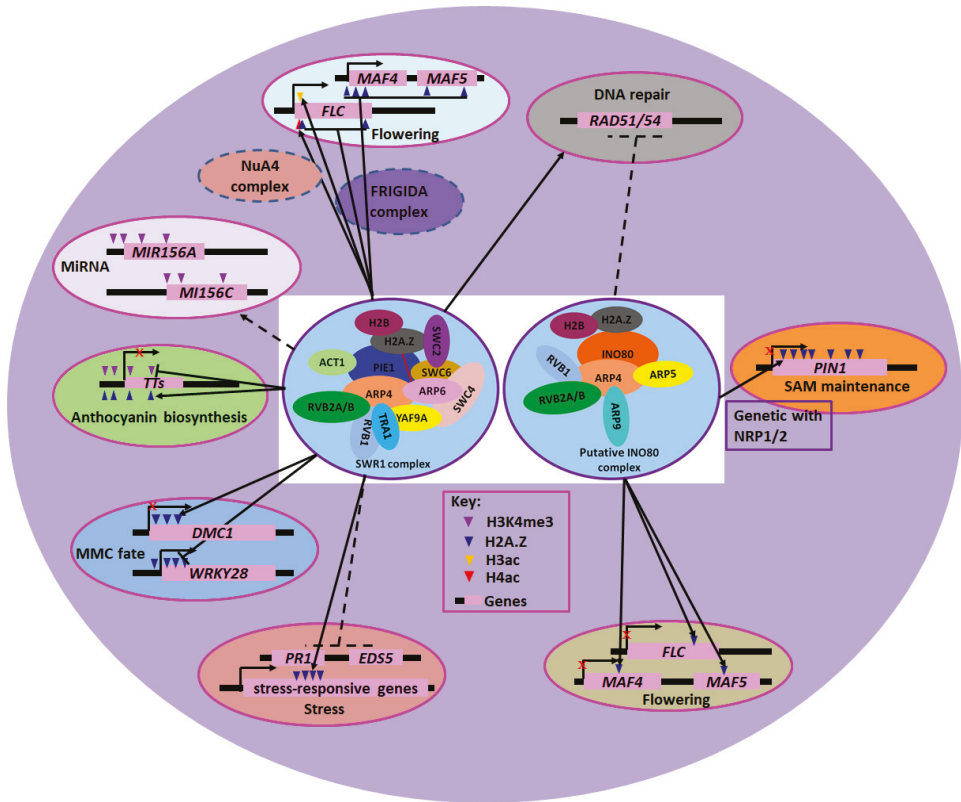 MAF4 MAF5
FLC
Flowering
DNA repair
RAD51/54
NuA4
complex
FRIGIDA
complex
MiRNA
MIR156A
MI156C
H2B
H2A.Z
SWC2
ACT1
PIE1
SWC6
ARP4
ARP6
SWC4
RVB2A/B
TRA1
YAF9A
RVB1
SWR1 complex
H2B
H2A.Z
INO80
RVB1
ARP4
ARP5
RVB2A/B
ARP9
Putative INO80
complex
X
TTs
Anthocyanin biosynthesis
X
PIN1
SAM maintenance
Genetic with
NRP1/2
X
DMC1
MMC fate
WRKY28
Key:
H3K4me3
H2A.Z
H3ac
H4ac
Genes
PR1 EDS5
stress-responsive genes
Stress
X
FLC
X
MAF4 MAF5
Flowering